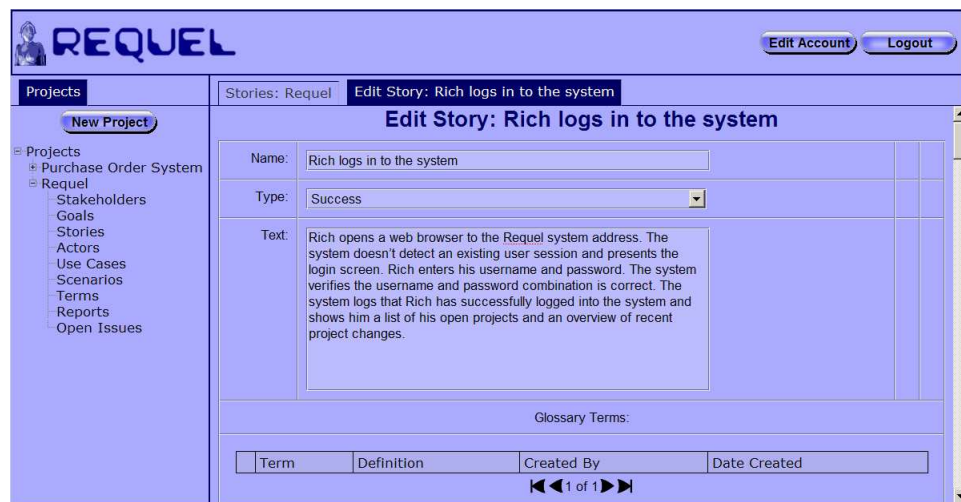 REQUEL
Edit Account
Logout
Projects
New Project
Projects
Purchase Order System
Requel
Stakeholders
Goals
Stories
Actors
Use Cases
Scenarios
Terms
Reports
Open Issues
Stories: Requel
Edit Story: Rich logs in to the system
Edit Story: Rich logs in to the system
Name:
Rich logs in to the system
Type:
Success
Text:
Rich opens a web browser to the Requel system address. The
system doesn't detect an existing user session and presents the
login screen. Rich enters his username and password. The system
verifies the username and password combination is correct. The
system logs that Rich has successfully logged into the system and
shows him a list of his open projects and an overview of recent
project changes.
Glossary Terms:
Term Definition Created By Date Created
1 of 1